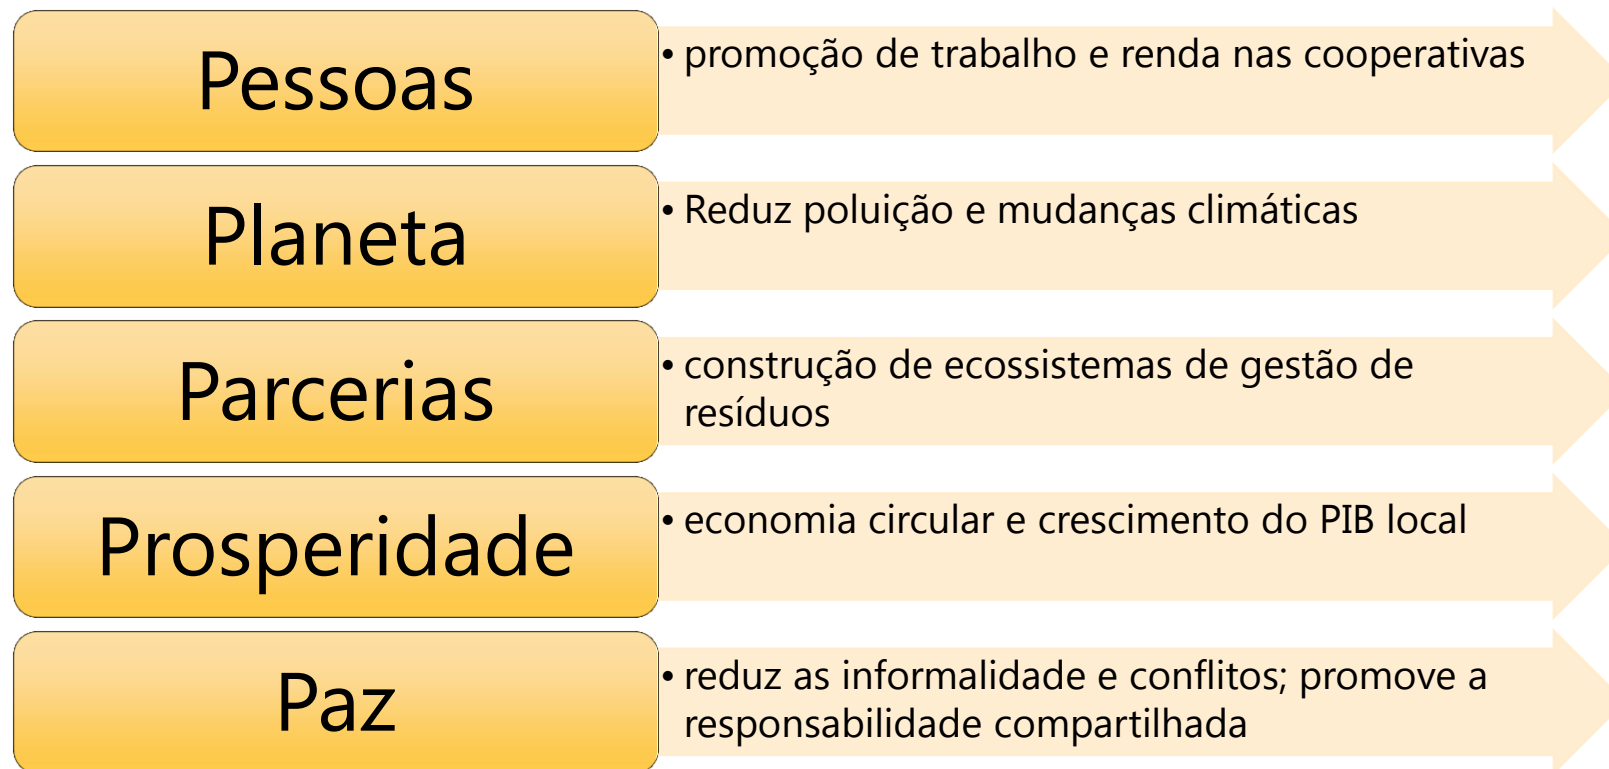 Pessoas
• promoção de trabalho e renda nas cooperativas
Planeta
• Reduz poluição e mudanças climáticas
Parcerias
• construção de ecossistemas de gestão de
resíduos
Prosperidade
• economia circular e crescimento do PIB local
Paz
• reduz as informalidade e conflitos; promove a
responsabilidade compartilhada